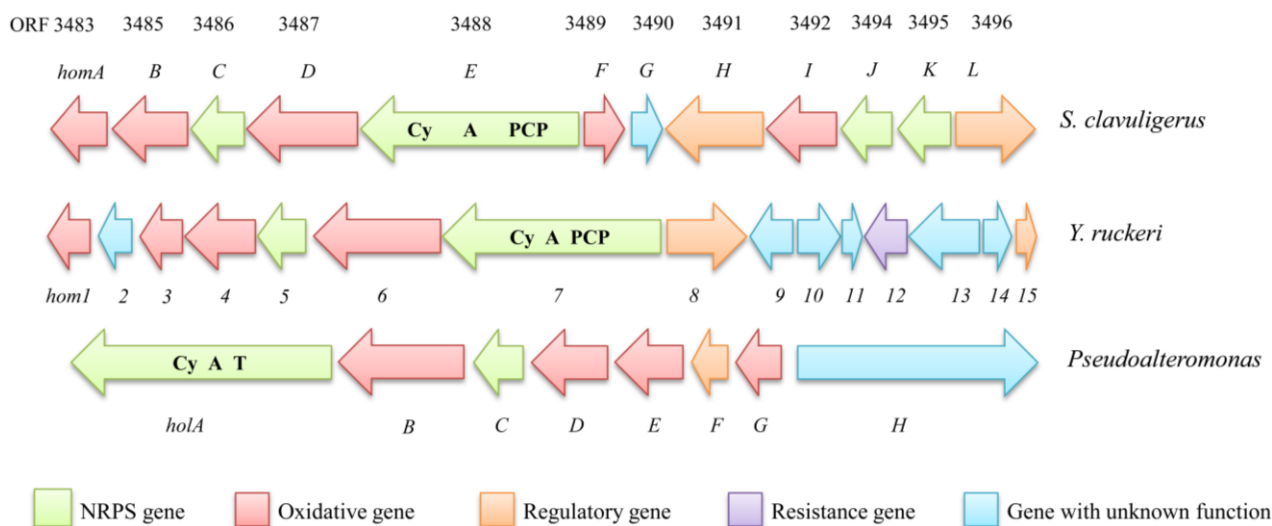 ORF 3483 3485 3486 3487 3488 3489 3490 3491 3492 3494 3495 3496
homA B C D E F G H I J K L
Cy A PCP
S. clavuligerus
Cy A PCP
Y. ruckeri
hom1 2 3 4 5 6 7 8 9 10 11 12 13 14 15
Cy A T
Pseudoalteromonas
holA B C D E F G H
NRPS gene Oxidative gene Regulatory gene Resistance gene Gene with unknown function